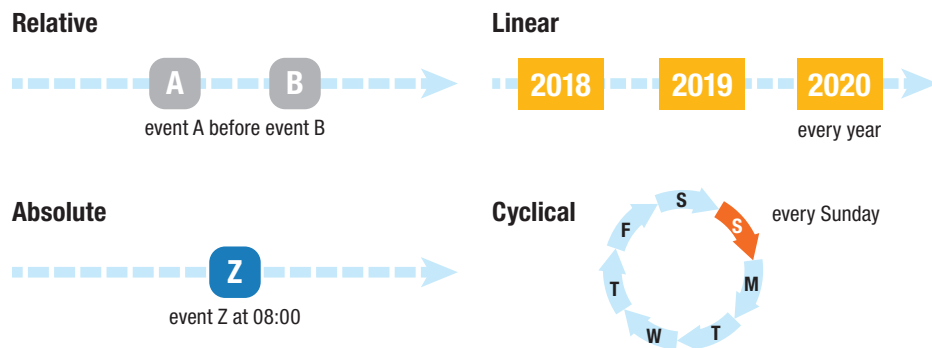 Relative
A
B
event A before event B
Linear
2018
2019
2020
every year
Absolute
Z
event Z at 08:00
Cyclical
S
S
M
T
W
T
F
every Sunday